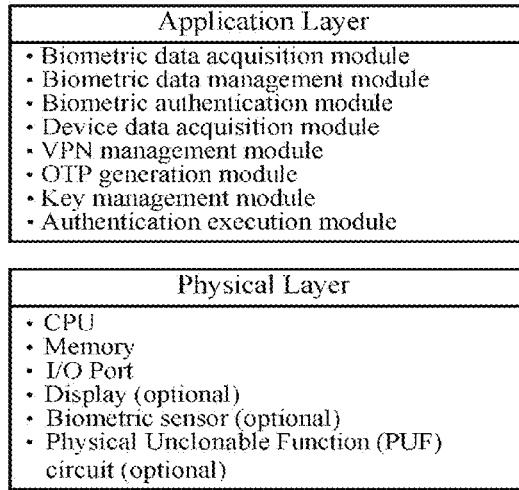 Application Layer
• Biometric data acquisition module
• Biometric data management module
• Biometric authentication module
• Device data acquisition module
• VPN management module
• OTP generation module
• Key management module
• Authentication execution module
Physical Layer
• CPU
• Memory
• I/O Port
• Display (optional)
• Biometric sensor (optional)
• Physical Unclonable Function (PUF)
circuit (optional)